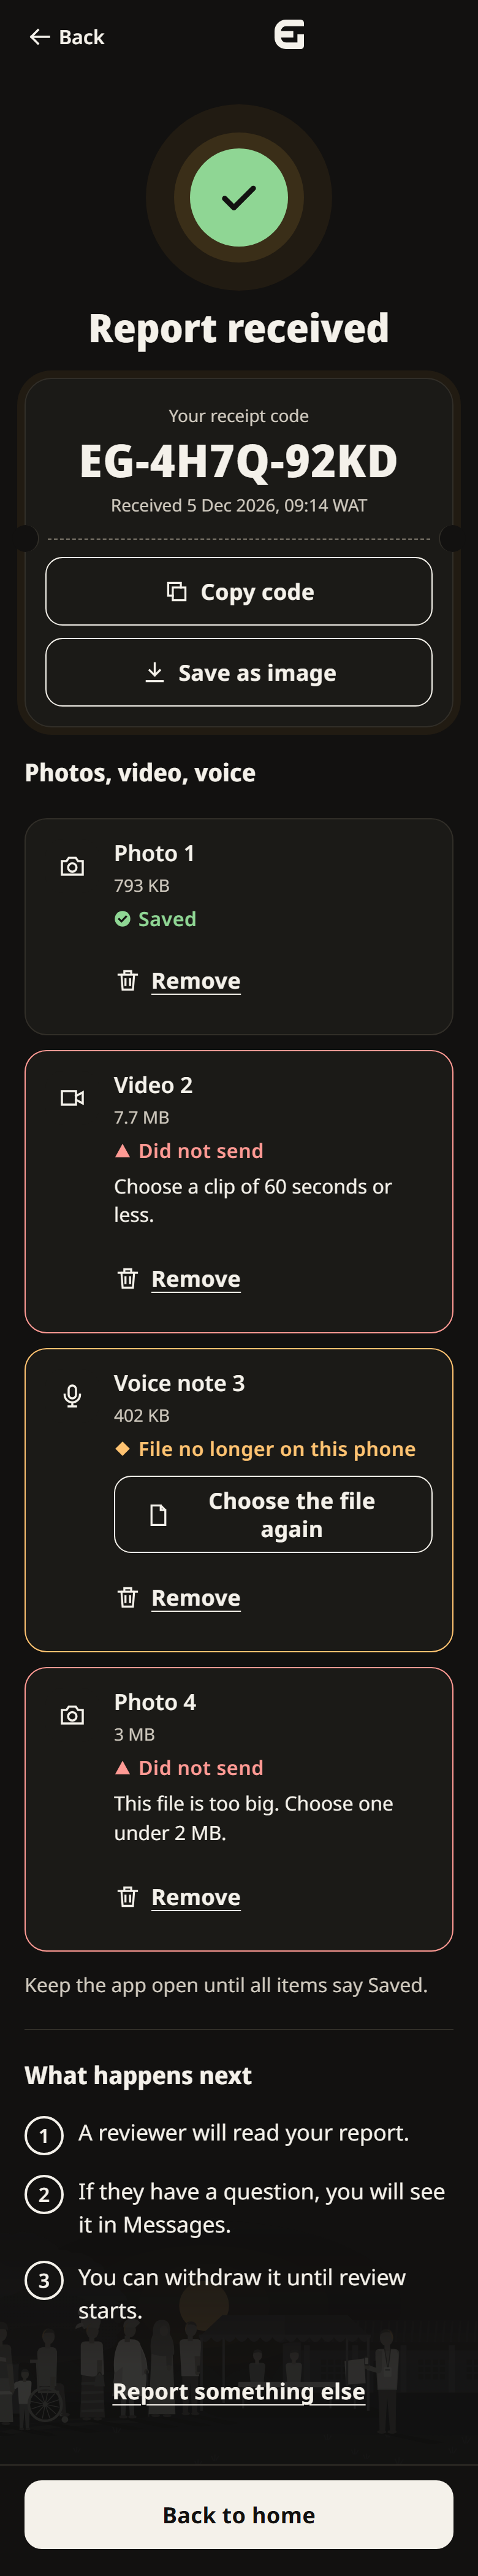 Back
Report received
Your receipt code
EG-4H7Q-92KD
Received 5 Dec 2026, 09:14 WAT
Copy code
Save as image
Photos, video, voice
Photo 1
793 KB
Saved
Remove
Video 2
7.7 MB
Did not send
Choose a clip of 60 seconds or
less.
Remove
Voice note 3
402 KB
File no longer on this phone
Choose the file
again
Remove
Photo 4
3 MB
Did not send
This file is too big. Choose one
under 2 MB.
Remove
Keep the app open until all items say Saved.
What happens next
1 A reviewer will read your report.
2 If they have a question, you will see
it in Messages.
3 You can withdraw it until review
starts.
Report something else
Back to home